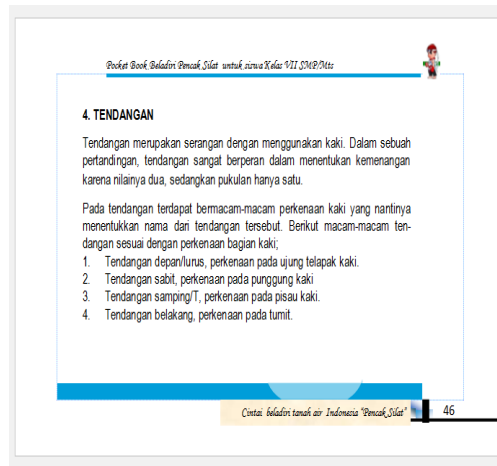 Pocket Book Beladiri Pencak Silat untuk siswa Kelas VII SMP/Mts
4. TENDANGAN
Tendangan merupakan serangan dengan menggunakan kaki. Dalam sebuah
pertandingan, tendangan sangat berperan dalam menentukan kemenangan
karena nilainya dua, sedangkan pukulan hanya satu.
Pada tendangan terdapat bermacam-macam perkenaan kaki yang nantinya
menentukkan nama dari tendangan tersebut. Berikut macam-macam ten-
dangan sesuai dengan perkenaan bagian kaki;
1. Tendangan depan/lurus, perkenaan pada ujung telapak kaki.
2. Tendangan sabit, perkenaan pada punggung kaki
3. Tendangan samping/T, perkenaan pada pisau kaki.
4. Tendangan belakang, perkenaan pada tumit.
Cintai beladiri tanah air Indonesia "Pencak Silat"
46